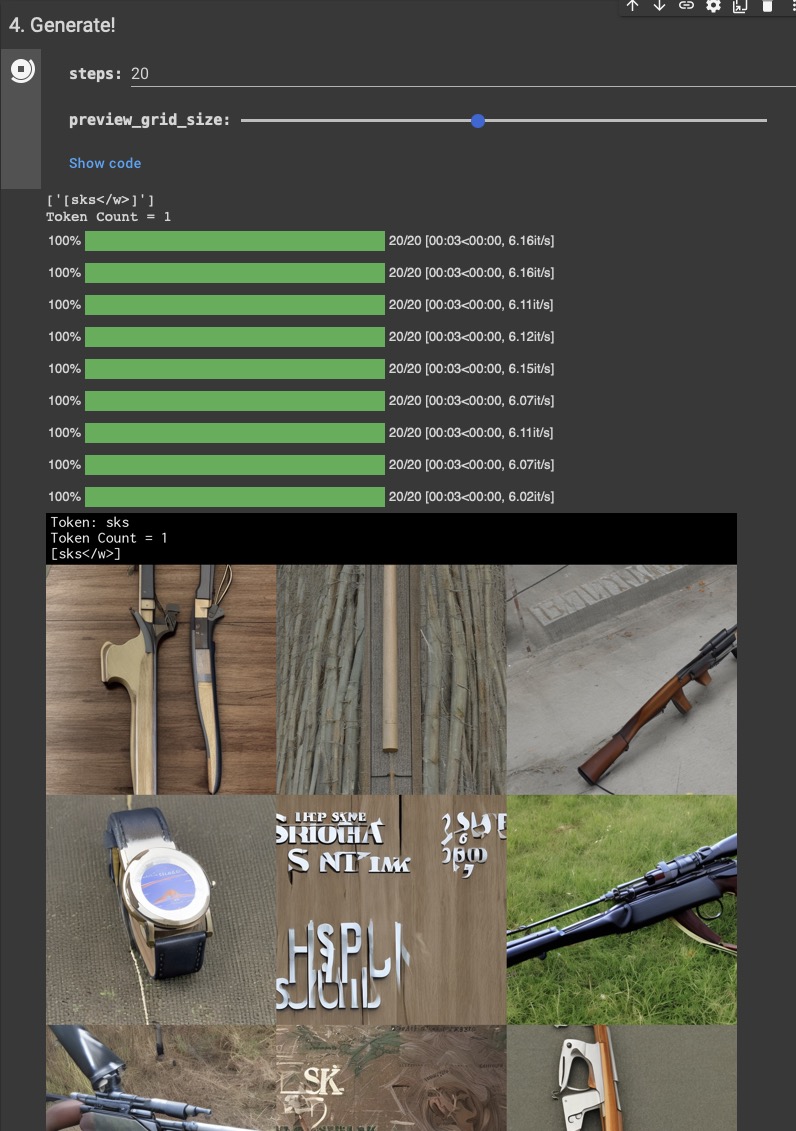 4. Generate!
steps: 20
preview_grid_size:
Show code
['[sks</w>]']
Token Count = 1
100% 20/20 [00:03<00:00, 6.16it/s]
100% 20/20 [00:03<00:00, 6.16it/s]
100% 20/20 [00:03<00:00, 6.11it/s]
100% 20/20 [00:03<00:00, 6.12it/s]
100% 20/20 [00:03<00:00, 6.15it/s]
100% 20/20 [00:03<00:00, 6.07it/s]
100% 20/20 [00:03<00:00, 6.11it/s]
100% 20/20 [00:03<00:00, 6.07it/s]
100% 20/20 [00:03<00:00, 6.02it/s]
Token: sks
Token Count = 1
[sks</w>]
SK